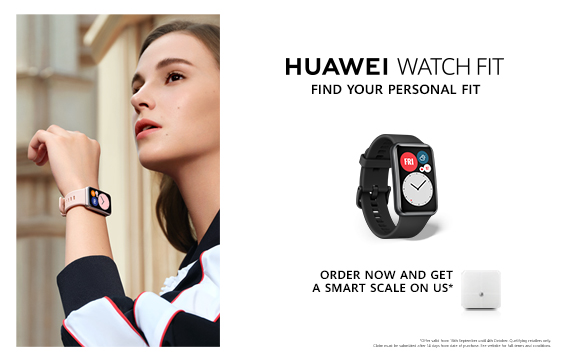 HUAWEI WATCH FIT
FIND YOUR PERSONAL FIT
FRI
ORDER NOW AND GET
A SMART SCALE ON US*